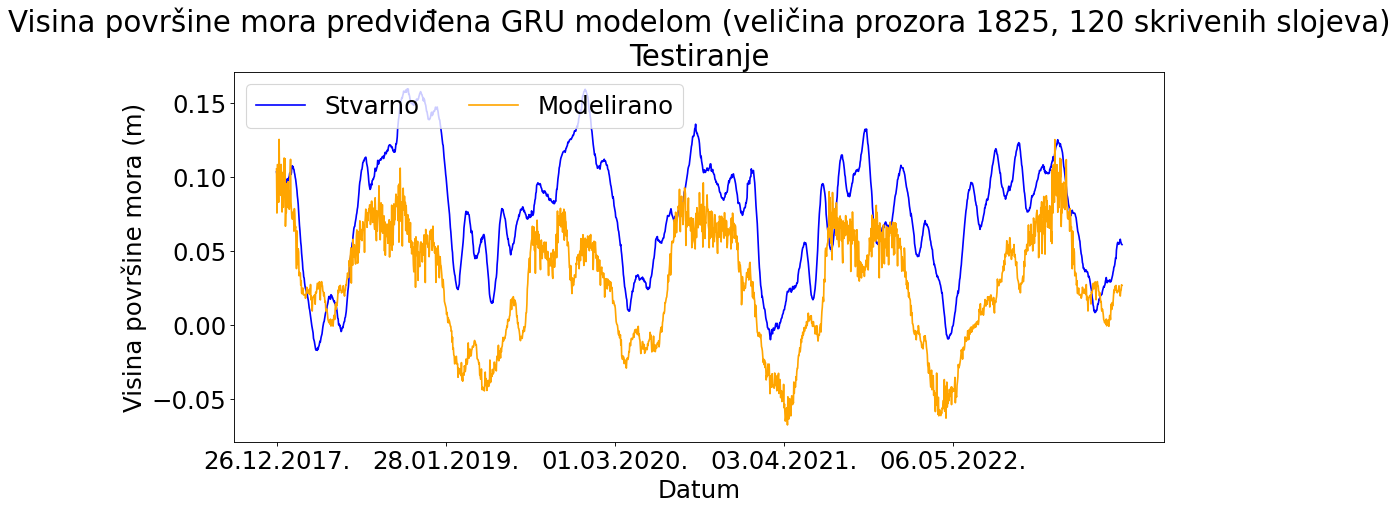 Visina površine mora predviđena GRU modelom (veličina prozora 1825, 120 skrivenih slojeva)
Testiranje
Stvarno
Modelirano
Visina površine mora (m)
0.15
0.10
0.05
0.00
−0.05
26.12.2017.
28.01.2019.
01.03.2020.
03.04.2021.
06.05.2022.
Datum